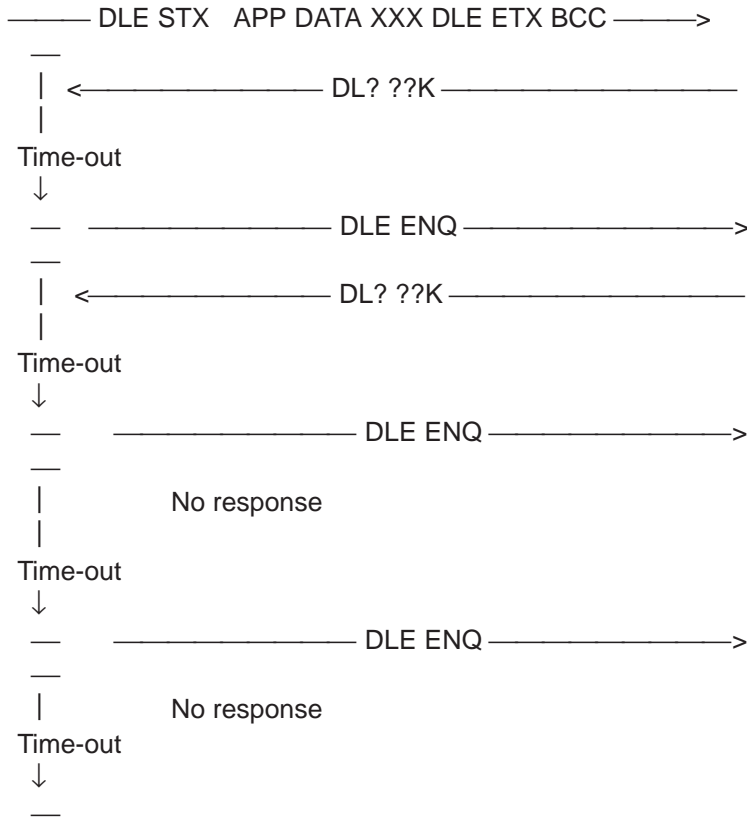 DLE STX APP DATA XXX DLE ETX BCC
DL? ??K
Time-out
DLE ENQ
DL? ??K
Time-out
DLE ENQ
No response
Time-out
DLE ENQ
No response
Time-out